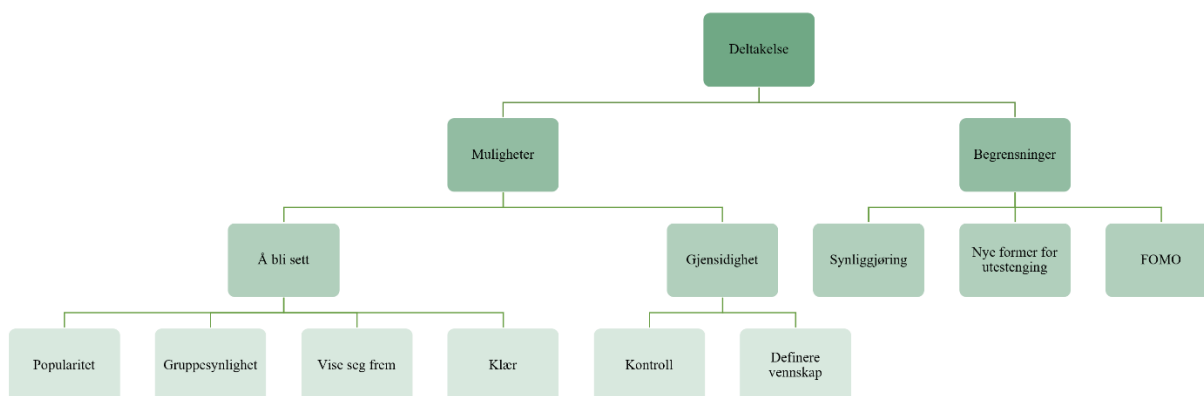 Deltakelse
Muligheter
Begrensninger
Å bli sett
Gjensidighet
Synliggjøring
Nye former for
utestenging
FOMO
Popularitet
Gruppesynlighet
Vise seg frem
Klær
Kontroll
Definere
vennskap